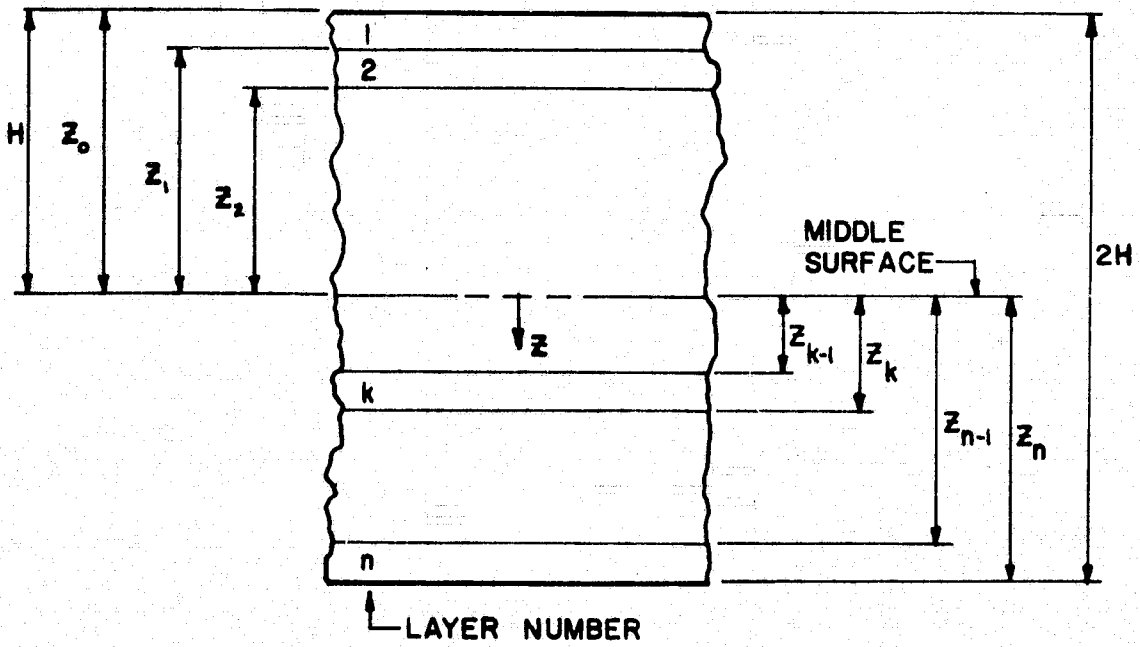 1
2
H
Z₀
Z₁
Z₂
MIDDLE
SURFACE
2H
Z
Zₖ₋₁
Zₖ
k
Zₙ₋₁
Zₙ
n
LAYER NUMBER